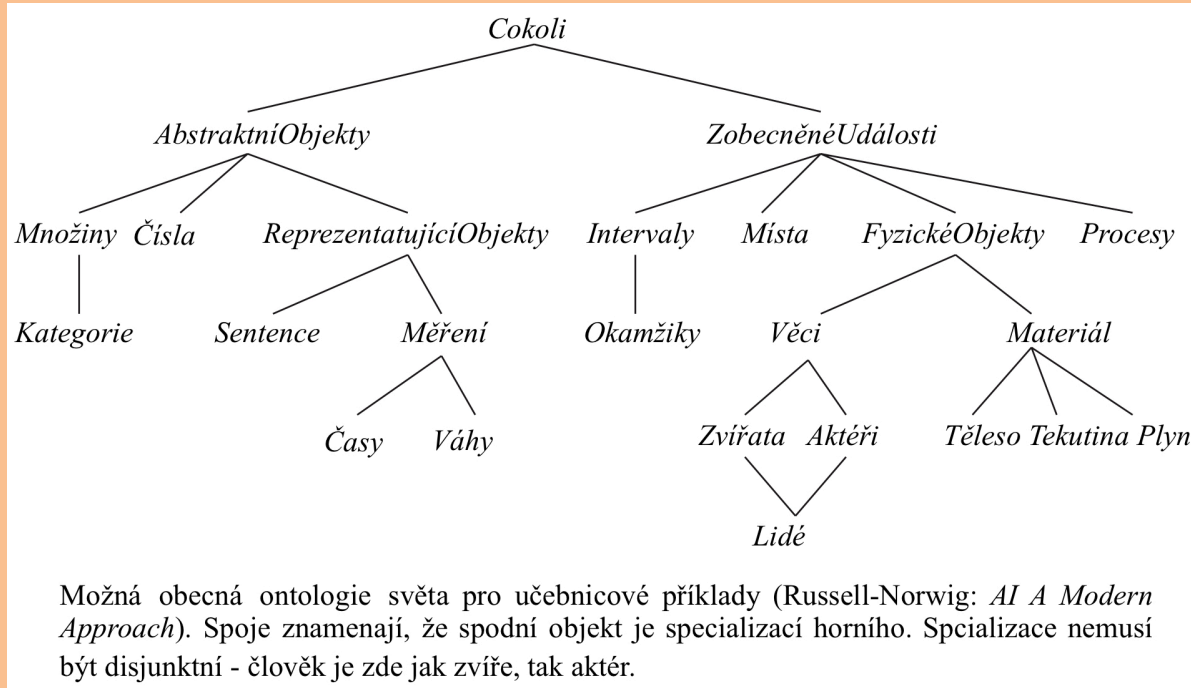 Cokoli
AbstraktníObjekty ZobecněnéUdálosti
Množiny Čísla ReprezentatujícíObjekty Intervaly Místa FyzickéObjekty Procesy
Kategorie Sentence Měření Okamžiky Věci Materiál
Časy Váhy Zvířata Aktéři Těleso Tekutina Plyn
Lidé
Možná obecná ontologie světa pro učebnicové příklady (Russell-Norwig: AI A Modern
Approach). Spoje znamenají, že spodní objekt je specializací horního. Spcializace nemusí
být disjunktní - člověk je zde jak zvíře, tak aktér.